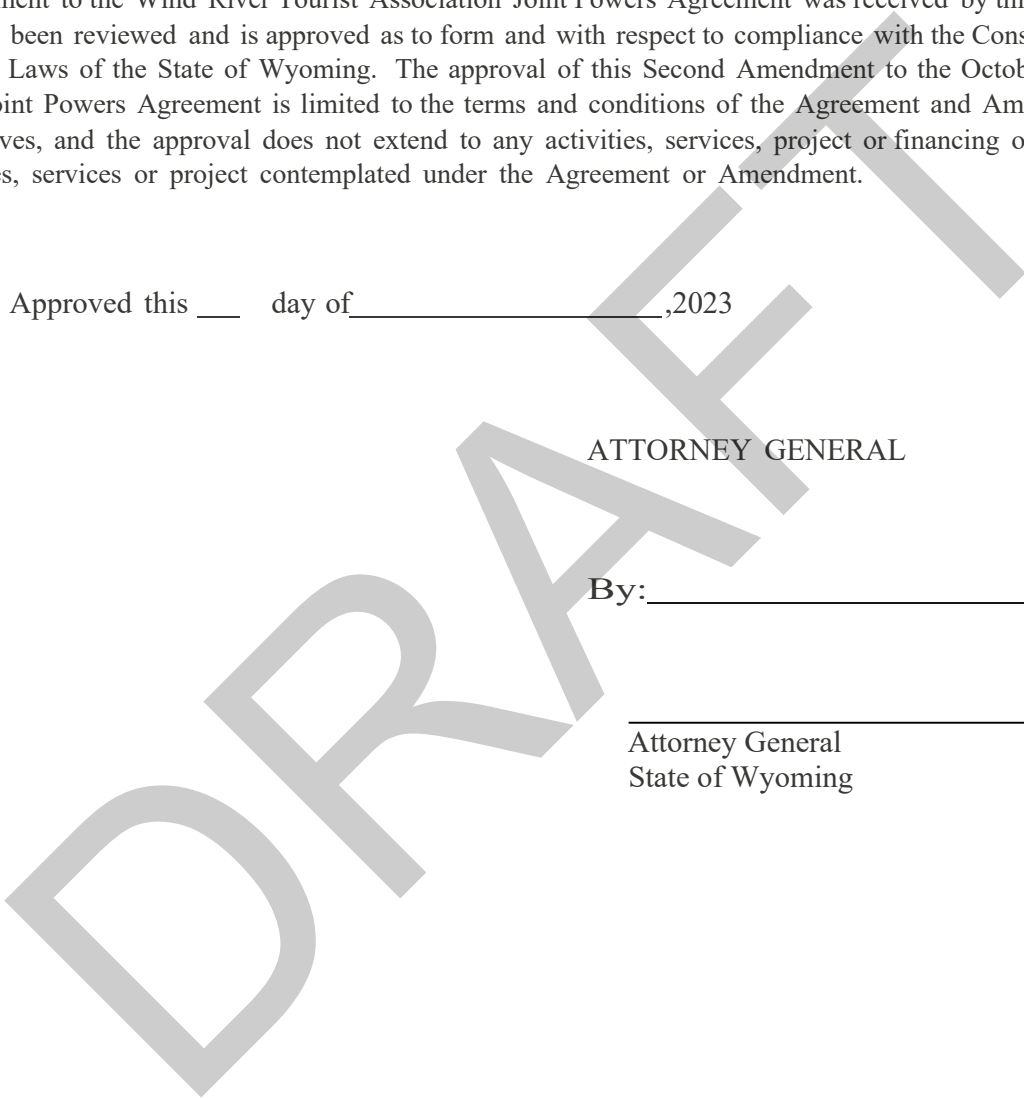 ment to the Wind River Tourist Association Joint Powers Agreement was received by
been reviewed and is approved as to form and with respect to compliance with the Cons
Laws of the State of Wyoming. The approval of this Second Amendment to the Octob
oint Powers Agreement is limited to the terms and conditions of the Agreement and Am
ves, and the approval does not extend to any activities, services, project or financing o
es, services or project contemplated under the Agreement or Amendment.
Approved this ___ day of____________________,2023
ATTORNEY GENERAL
By:________________________
Attorney General
State of Wyoming
DRAFT